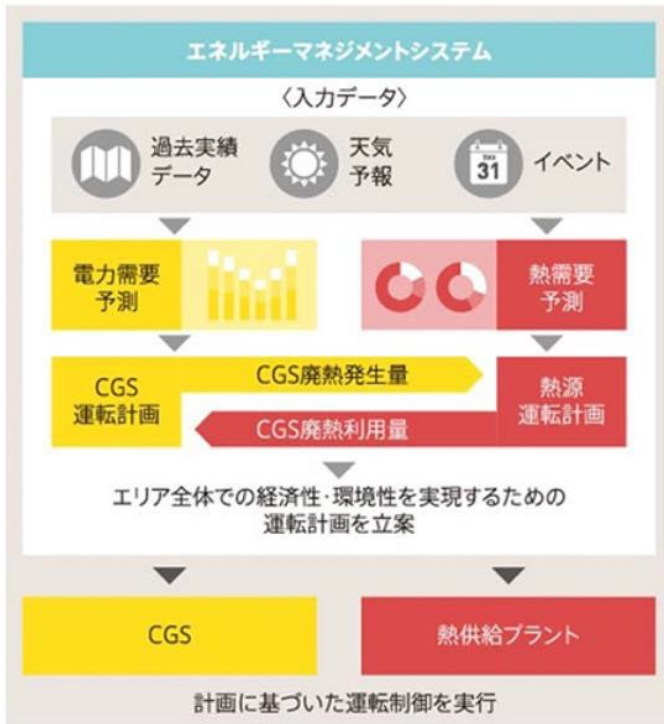 エネルギーマネジメントシステム
〈入力データ〉
過去実績
データ
天気
予報
31
イベント
電力需要
予測
熱需要
予測
CGS
運転計画
CGS廃熱発生量
CGS廃熱利用量
熱源
運転計画
エリア全体での経済性・環境性を実現するための
運転計画を立案
CGS
熱供給プラント
計画に基づいた運転制御を実行